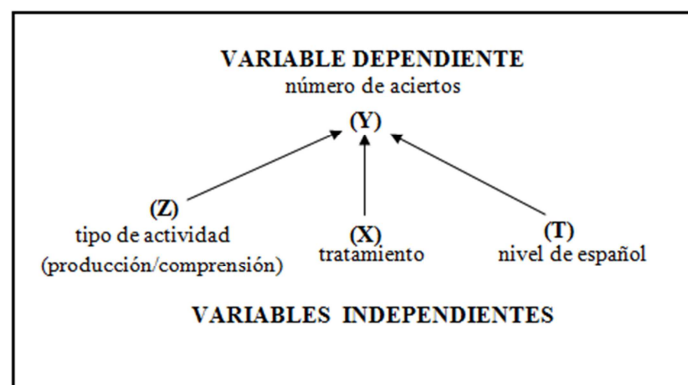 VARIABLE DEPENDIENTE
número de aciertos
(Y)
(Z)
tipo de actividad
(producción/comprensión)
(X)
tratamiento
(T)
nivel de español
VARIABLES INDEPENDIENTES